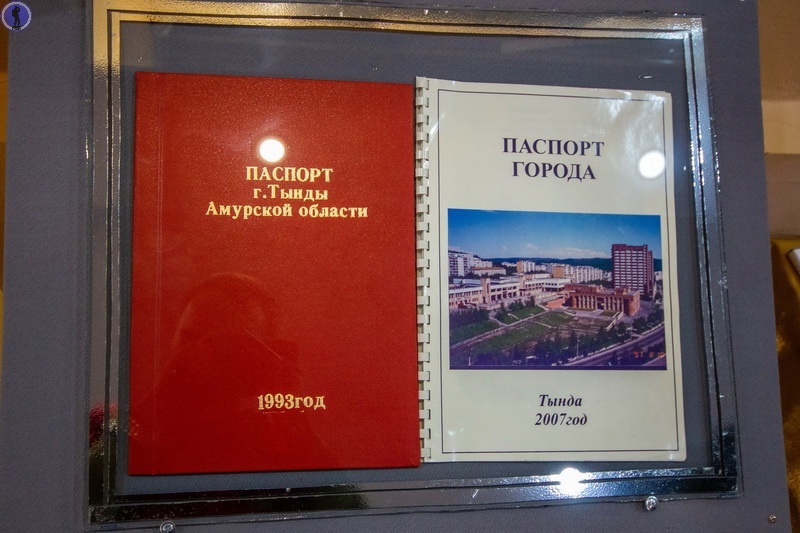 ПАСПОРТ
г.Тынды
Амурской области
1993год
ПАСПОРТ
ГОРОДА
Тында
2007год